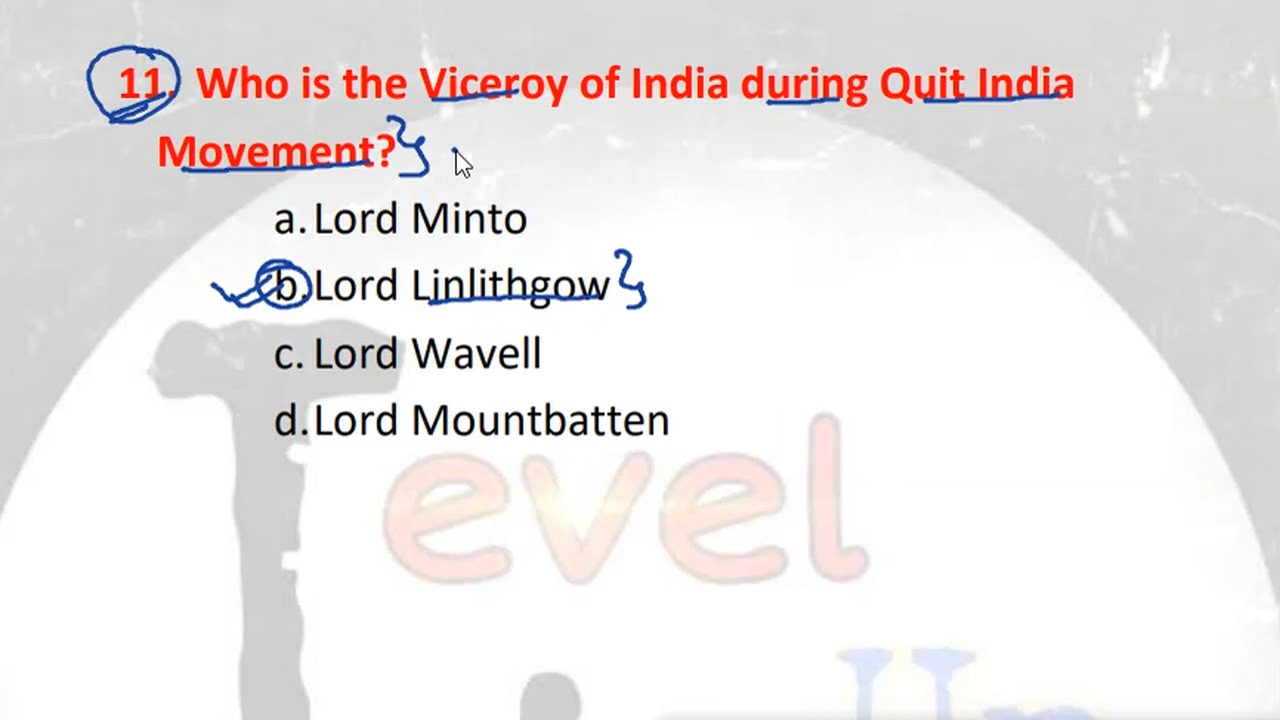 11. Who is the Viceroy of India during Quit India
Movement?
a. Lord Minto
b. Lord Linlithgow
c. Lord Wavell
d. Lord Mountbatten
evel
Up